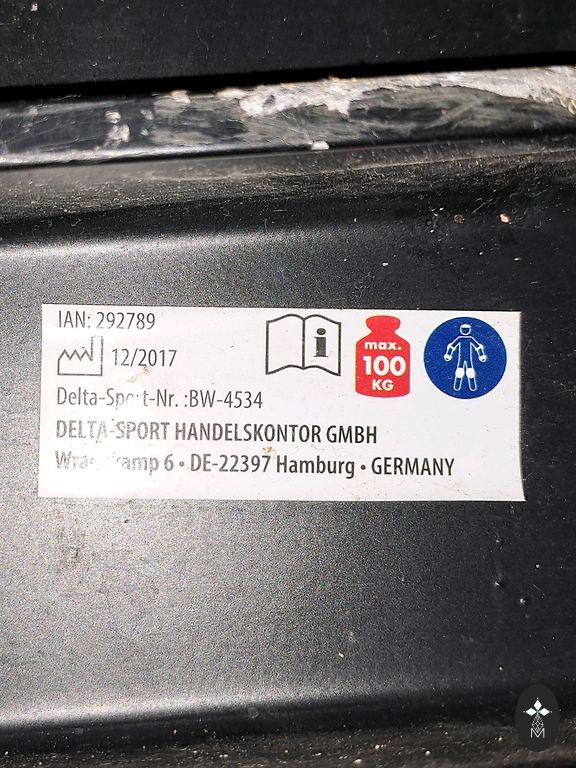 IAN: 292789
12/2017
i
max.
100
KG
Delta-Sport-Nr. :BW-4534
DELTA-SPORT HANDELSKONTOR GMBH
6 • DE-22397 Hamburg • GERMANY
M